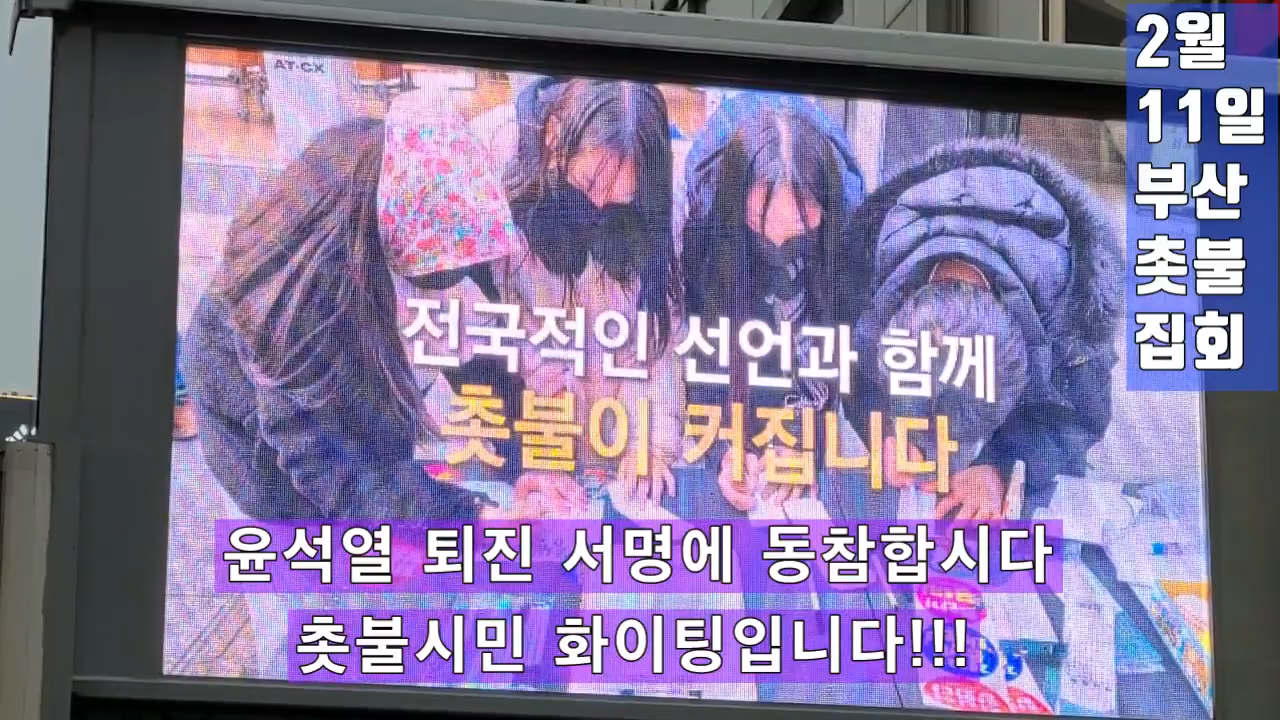 AT-CX
2월
11일
부산
촛불
집회
전국적인 선언과 함께
촛불이 커집니다
윤석열 퇴진 서명에 동참합시다
촛불시민 화이팅입니다!!!